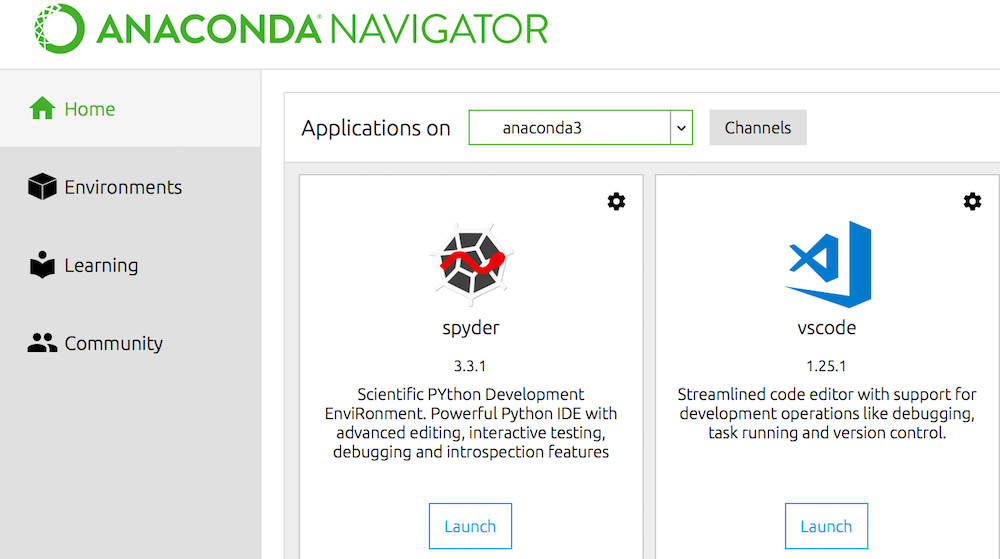 ANACONDA NAVIGATOR
Home
Environments
Learning
Community
Applications on anaconda3 Channels
spyder
3.3.1
Scientific PYthon Development
EnviRonment. Powerful Python IDE with
advanced editing, interactive testing,
debugging and introspection features
Launch
vscode
1.25.1
Streamlined code editor with support for
development operations like debugging,
task running and version control.
Launch